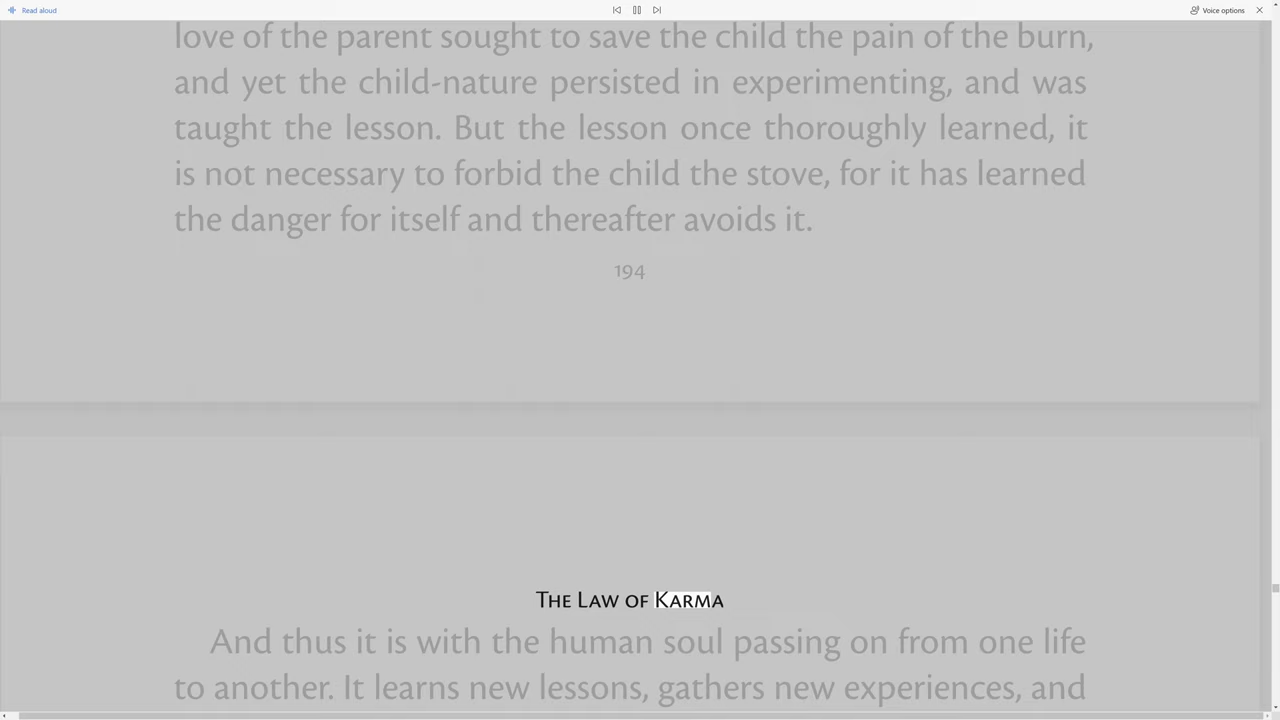 Read aloud
Voice options
love of the parent sought to save the child the pain of the burn,
and yet the child-nature persisted in experimenting, and was
taught the lesson. But the lesson once thoroughly learned, it
is not necessary to forbid the child the stove, for it has learned
the danger for itself and thereafter avoids it.
194
The Law of Karma
And thus it is with the human soul passing on from one life
to another. It learns new lessons, gathers new experiences, and